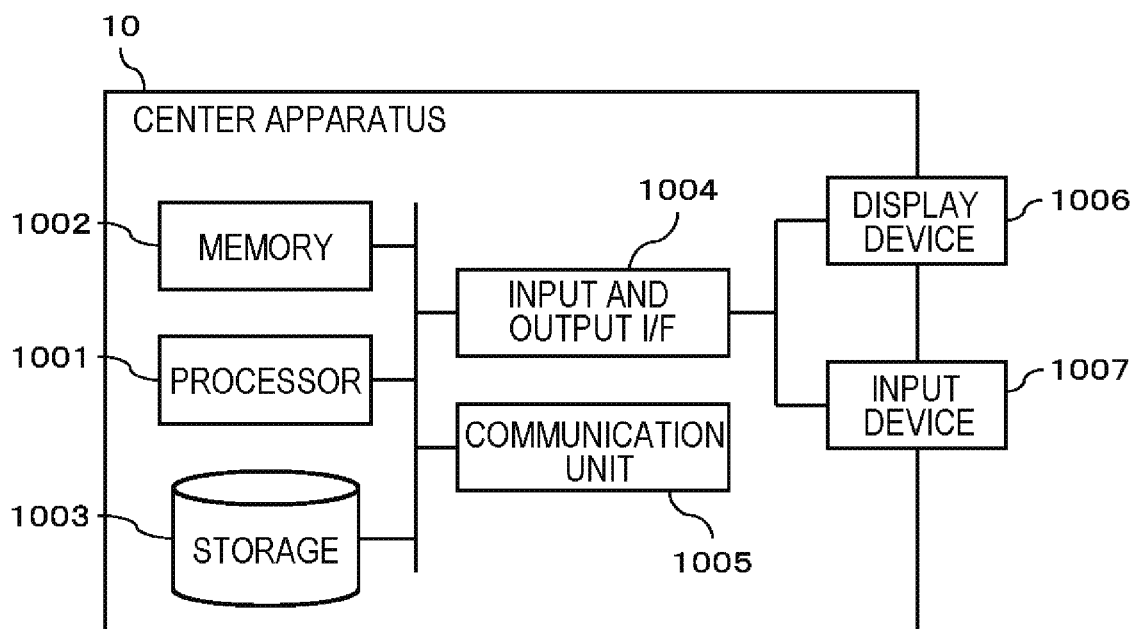 10
CENTER APPARATUS
1002
MEMORY
1001
PROCESSOR
1003
STORAGE
1004
INPUT AND
OUTPUT I/F
COMMUNICATION
UNIT
1005
DISPLAY
DEVICE
1006
INPUT
DEVICE
1007